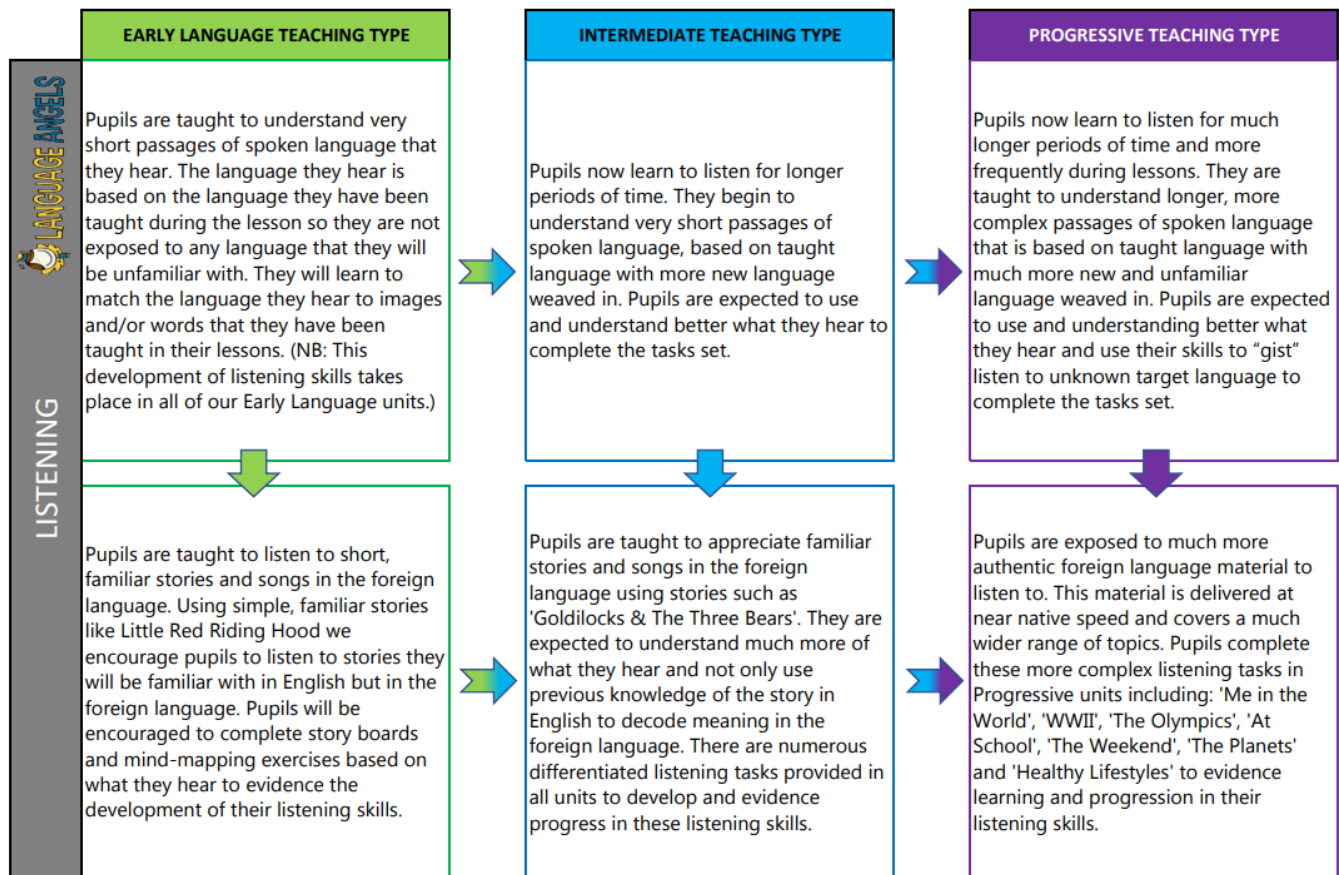 EARLY LANGUAGE TEACHING TYPE
INTERMEDIATE TEACHING TYPE
PROGRESSIVE TEACHING TYPE
LANGUAGE ANGELS
LISTENING
Pupils are taught to understand very
short passages of spoken language that
they hear. The language they hear is
based on the language they have been
taught during the lesson so they are not
exposed to any language that they will
be unfamiliar with. They will learn to
match the language they hear to images
and/or words that they have been
taught in their lessons. (NB: This
development of listening skills takes
place in all of our Early Language units.)
Pupils now learn to listen for longer
periods of time. They begin to
understand very short passages of
spoken language, based on taught
language with more new language
weaved in. Pupils are expected to use
and understand better what they hear to
complete the tasks set.
Pupils now learn to listen for much
longer periods of time and more
frequently during lessons. They are
taught to understand longer, more
complex passages of spoken language
that is based on taught language with
much more new and unfamiliar
language weaved in. Pupils are expected
to use and understanding better what
they hear and use their skills to “gist”
listen to unknown target language to
complete the tasks set.
Pupils are taught to listen to short,
familiar stories and songs in the foreign
language. Using simple, familiar stories
like Little Red Riding Hood we
encourage pupils to listen to stories they
will be familiar with in English but in the
foreign language. Pupils will be
encouraged to complete story boards
and mind-mapping exercises based on
what they hear to evidence the
development of their listening skills.
Pupils are taught to appreciate familiar
stories and songs in the foreign
language using stories such as
'Goldilocks & The Three Bears'. They are
expected to understand much more of
what they hear and not only use
previous knowledge of the story in
English to decode meaning in the
foreign language. There are numerous
differentiated listening tasks provided in
all units to develop and evidence
progress in these listening skills.
Pupils are exposed to much more
authentic foreign language material to
listen to. This material is delivered at
near native speed and covers a much
wider range of topics. Pupils complete
these more complex listening tasks in
Progressive units including: 'Me in the
World', 'WWII', 'The Olympics', 'At
School', 'The Weekend', 'The Planets'
and 'Healthy Lifestyles' to evidence
learning and progression in their
listening skills.